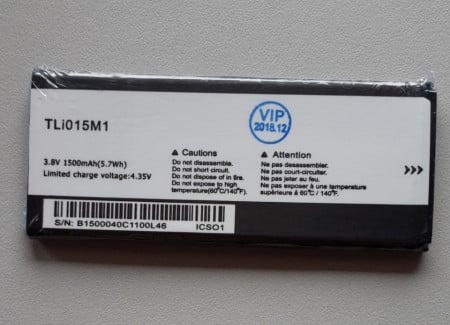 VIP
2018.12
TLi015M1
3.8V 1500mAh(5.7Wh)
Limited charge voltage:4.35V
Cautions
Do not disassemble.
Do not short circuit.
Do not dispose of in tire.
Do not expose to high
temperature(60℃/140℉).
Attention
Ne pas desassembler.
Ne pas court-circuiter.
Ne pas jeter au feu.
Ne pas exposer à une temperature
supérieure á 60℃/ 140℉.
>>>
S/N: B1500040C1100L46
ICSO1